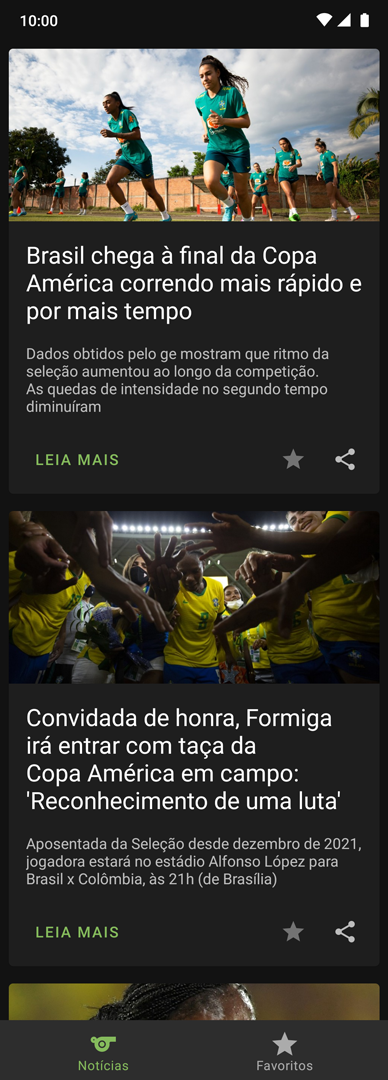 10:00
Brasil chega à final da Copa
América correndo mais rápido e
por mais tempo
Dados obtidos pelo ge mostram que ritmo da
seleção aumentou ao longo da competição.
As quedas de intensidade no segundo tempo
diminuíram
LEIA MAIS
Convidada de honra, Formiga
irá entrar com taça da
Copa América em campo:
'Reconhecimento de uma luta'
Aposentada da Seleção desde dezembro de 2021,
jogadora estará no estádio Alfonso López para
Brasil x Colômbia, às 21h (de Brasília)
LEIA MAIS
Notícias
Favoritos